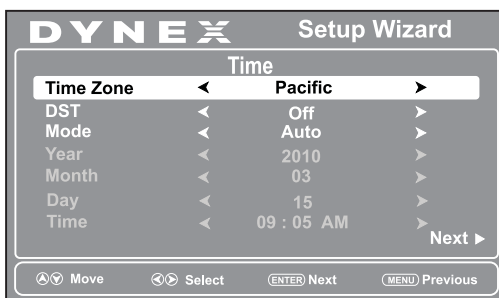 DYNEX Setup Wizard
Time
Time Zone Pacific
DST Off
Mode Auto
Year 2010
Month 03
Day 15
Time 09 : 05 AM
Next
Move Select ENTER Next MENU Previous